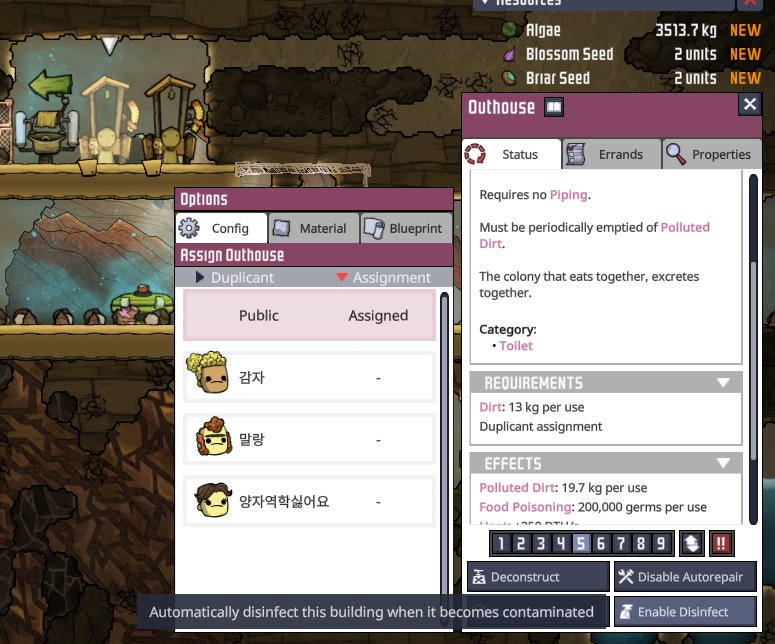 Resources
Algae 3513.7 kg NEW
Blossom Seed 2 units NEW
Briar Seed 2 units NEW
Outhouse
Status Errands Properties
Requires no Piping.
Must be periodically emptied of Polluted
Dirt.
The colony that eats together, excretes
together.
Category:
• Toilet
REQUIREMENTS
Dirt: 13 kg per use
Duplicant assignment
EFFECTS
Polluted Dirt: 19.7 kg per use
Food Poisoning: 200,000 germs per use
1 2 3 4 5 6 7 8 9 !!
Deconstruct Disable Autorepair
Enable Disinfect
Options
Config Material Blueprint
Assign Outhouse
Duplicant Assignment
Public Assigned
감자 -
말랑 -
양자역학싫어요 -
Automatically disinfect this building when it becomes contaminated